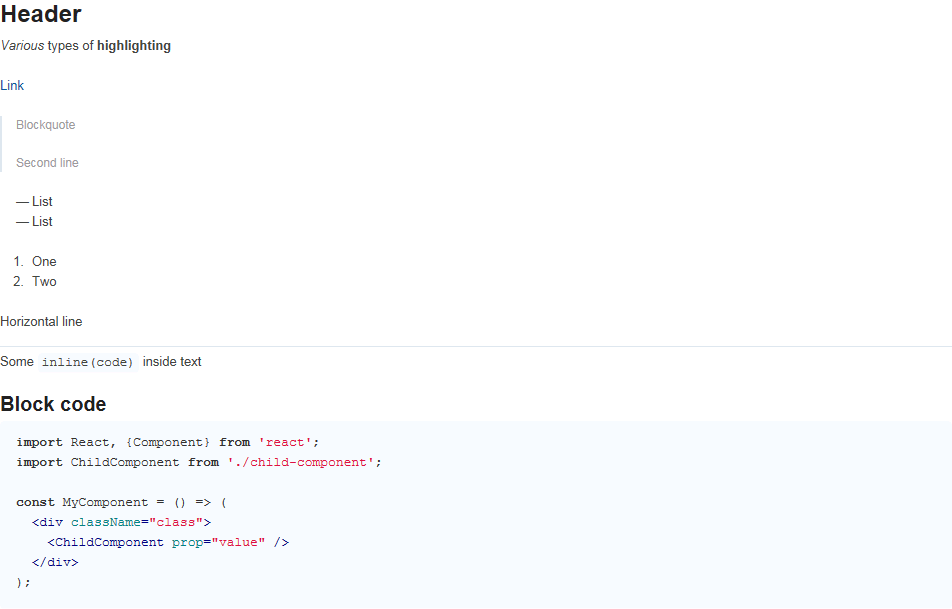 Header
Various types of highlighting
Link
Blockquote
Second line
— List
— List
1. One
2. Two
Horizontal line
Some inline(code) inside text
Block code
import React, {Component} from 'react';
import ChildComponent from './child-component';
const MyComponent = () => (
  <div className="class">
    <ChildComponent prop="value" />
  </div>
);